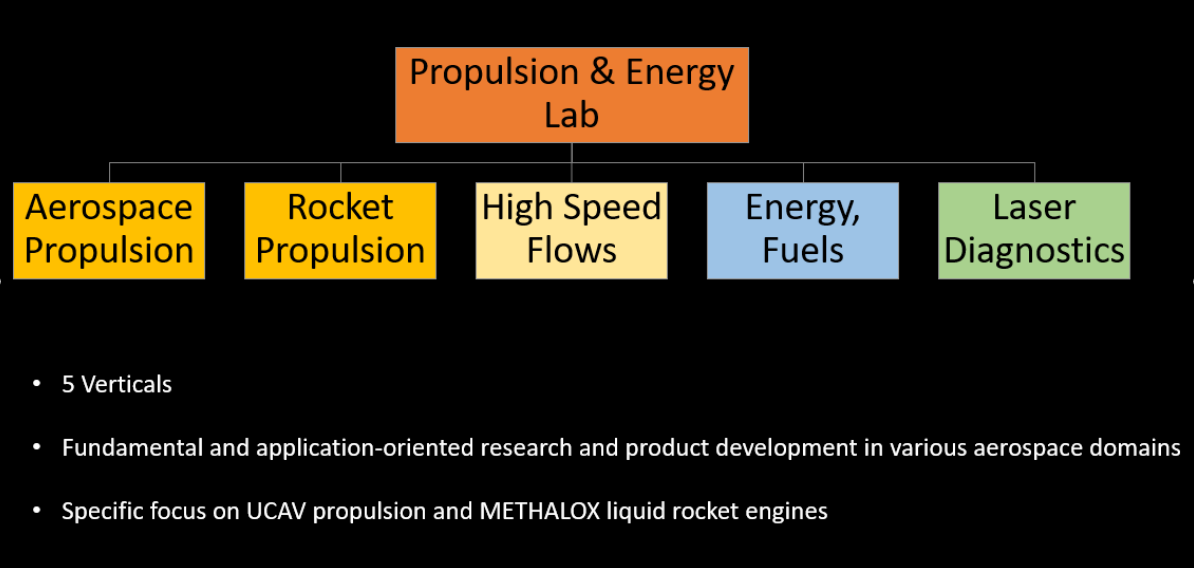 Propulsion & Energy
Lab
Aerospace
Propulsion
Rocket
Propulsion
High Speed
Flows
Energy,
Fuels
Laser
Diagnostics
• 5 Verticals
• Fundamental and application-oriented research and product development in various aerospace domains
• Specific focus on UCAV propulsion and METHALOX liquid rocket engines